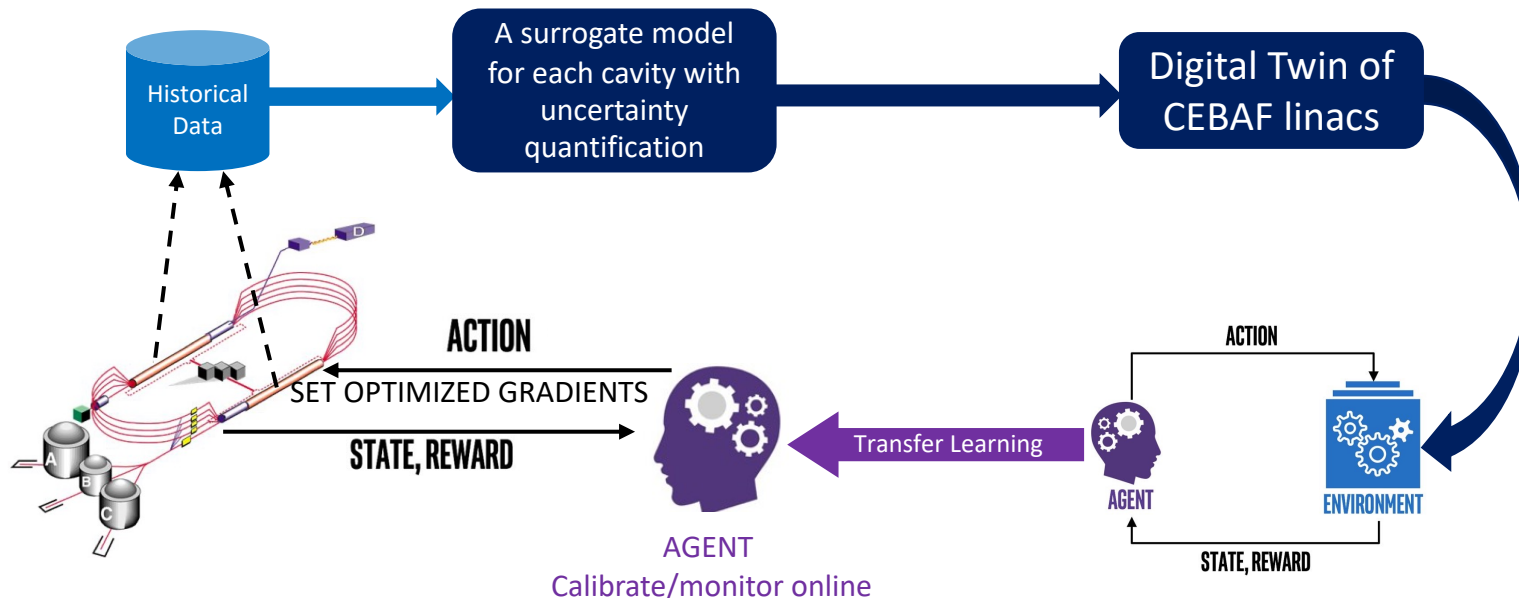 Historical
Data
A surrogate model
for each cavity with
uncertainty
quantification
Digital Twin of
CEBAF linacs
D
ACTION
SET OPTIMIZED GRADIENTS
STATE, REWARD
A
B
C
AGENT
Calibrate/monitor online
Transfer Learning
ACTION
AGENT
ENVIRONMENT
STATE, REWARD